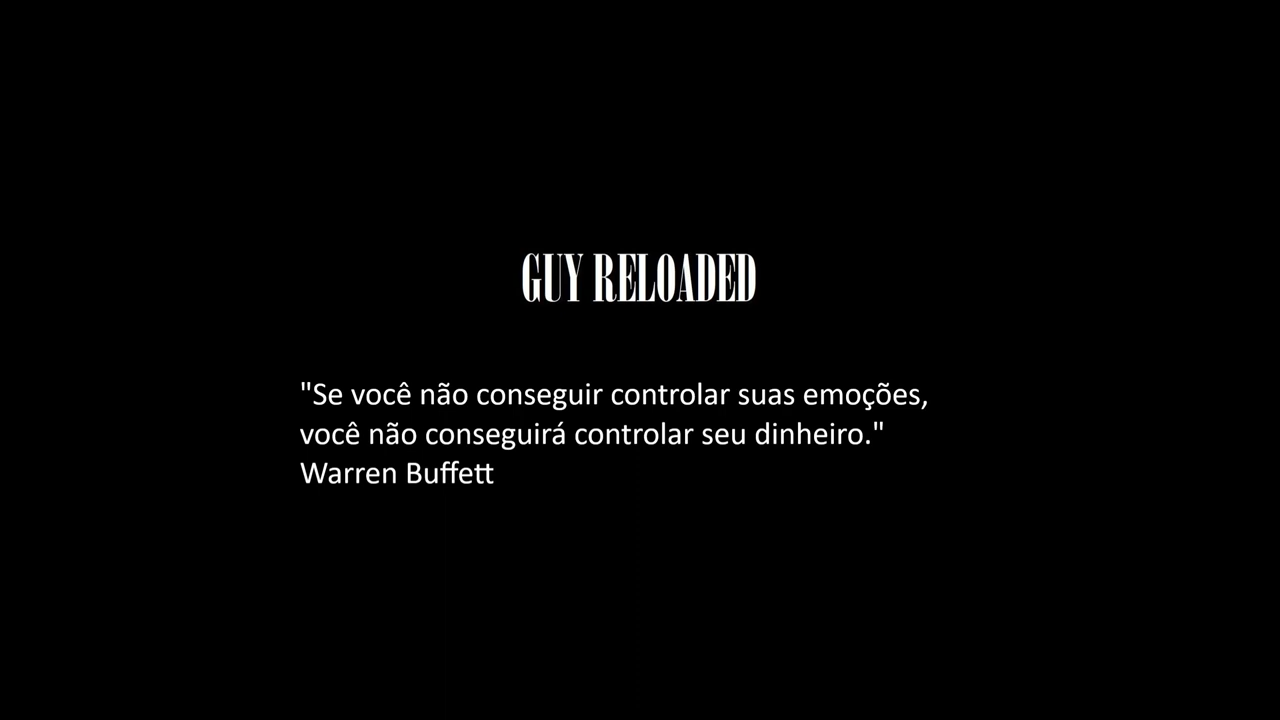 GUY RELOADED
"Se você não conseguir controlar suas emoções,
você não conseguirá controlar seu dinheiro."
Warren Buffett